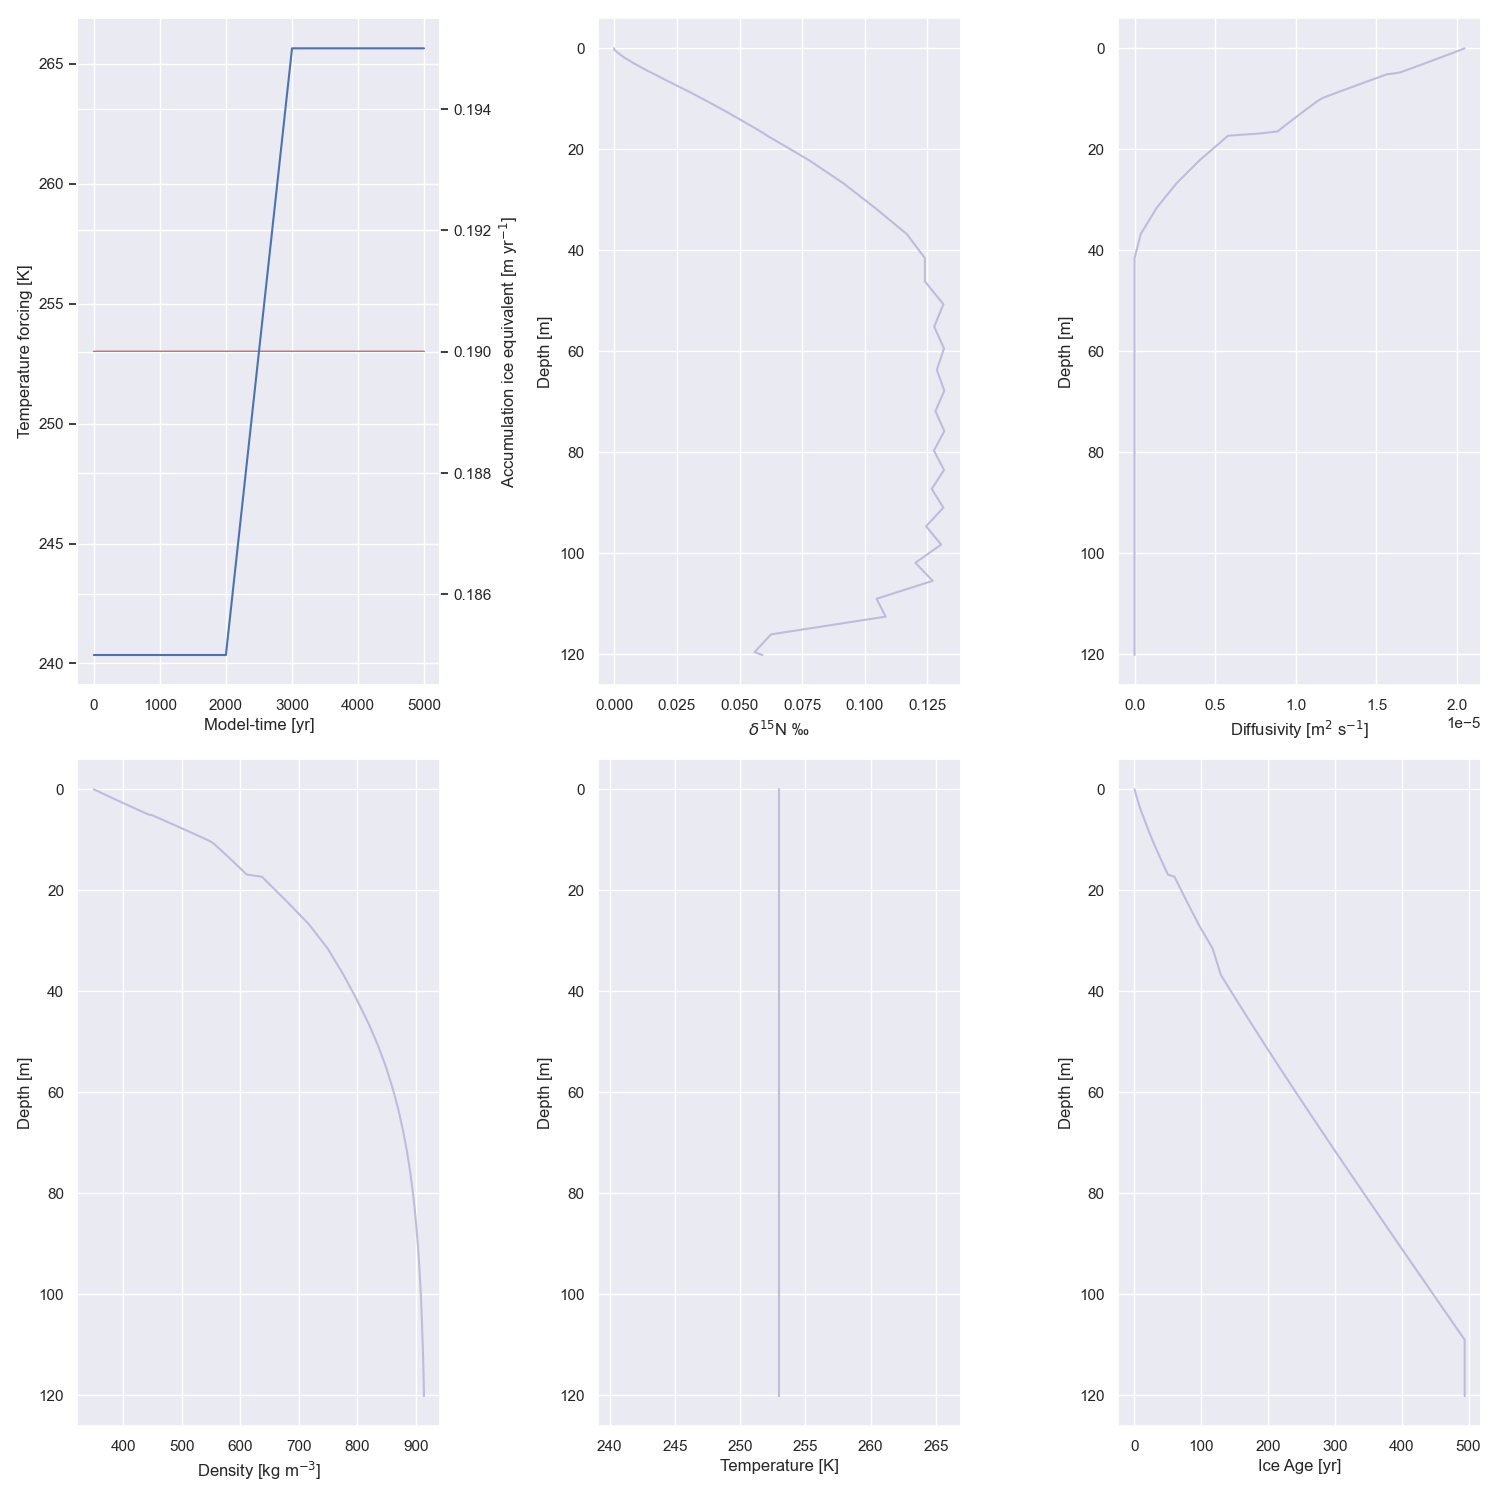 Temperature forcing [K]
265
260
255
250
245
240
0 1000 2000 3000 4000 5000
Model-time [yr]
0.194
0.192
0.190
0.188
0.186
Accumulation ice equivalent [m yr⁻¹]
Depth [m]
0
20
40
60
80
100
120
0.000 0.025 0.050 0.075 0.100 0.125
δ¹⁵N ‰
Depth [m]
0
20
40
60
80
100
120
0.0 0.5 1.0 1.5 2.0
1e−5
Diffusivity [m² s⁻¹]
Depth [m]
0
20
40
60
80
100
120
400 500 600 700 800 900
Density [kg m⁻³]
Depth [m]
0
20
40
60
80
100
120
240 245 250 255 260 265
Temperature [K]
Depth [m]
0
20
40
60
80
100
120
0 100 200 300 400 500
Ice Age [yr]